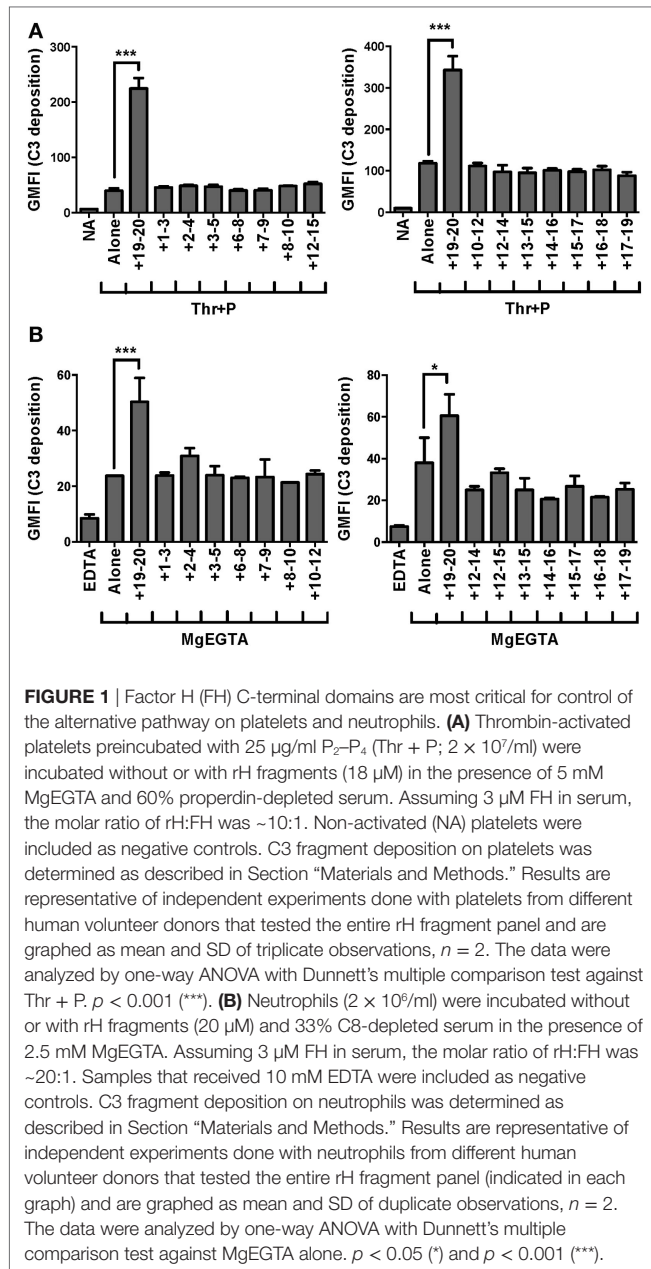 A
GMFI (C3 deposition)
300
200
100
50
0
***
NA
Alone
+19-20
+1-3
+2-4
+3-5
+6-8
+7-9
+8-10
+12-15
Thr+P
GMFI (C3 deposition)
400
300
200
100
0
***
NA
Alone
+19-20
+10-12
+12-14
+13-15
+14-16
+15-17
+16-18
+17-19
Thr+P
B
GMFI (C3 deposition)
60
40
20
0
***
EDTA
Alone
+19-20
+1-3
+2-4
+3-5
+6-8
+7-9
+8-10
+10-12
MgEGTA
GMFI (C3 deposition)
80
60
40
20
0
*
EDTA
Alone
+19-20
+12-14
+12-15
+13-15
+14-16
+15-17
+16-18
+17-19
MgEGTA
FIGURE 1 | Factor H (FH) C-terminal domains are most critical for control of
the alternative pathway on platelets and neutrophils. (A) Thrombin-activated
platelets preincubated with 25 µg/ml P₂–P₄ (Thr + P; 2 × 10⁷/ml) were
incubated without or with rH fragments (18 µM) in the presence of 5 mM
MgEGTA and 60% properdin-depleted serum. Assuming 3 µM FH in serum,
the molar ratio of rH:FH was ~10:1. Non-activated (NA) platelets were
included as negative controls. C3 fragment deposition on platelets was
determined as described in Section “Materials and Methods.” Results are
representative of independent experiments done with platelets from different
human volunteer donors that tested the entire rH fragment panel and are
graphed as mean and SD of triplicate observations, n = 2. The data were
analyzed by one-way ANOVA with Dunnett’s multiple comparison test against
Thr + P. p < 0.001 (***). (B) Neutrophils (2 × 10⁶/ml) were incubated without
or with rH fragments (20 µM) and 33% C8-depleted serum in the presence of
2.5 mM MgEGTA. Assuming 3 µM FH in serum, the molar ratio of rH:FH was
~20:1. Samples that received 10 mM EDTA were included as negative
controls. C3 fragment deposition on neutrophils was determined as
described in Section “Materials and Methods.” Results are representative of
independent experiments done with neutrophils from different human
volunteer donors that tested the entire rH fragment panel (indicated in each
graph) and are graphed as mean and SD of duplicate observations, n = 2.
The data were analyzed by one-way ANOVA with Dunnett’s multiple
comparison test against MgEGTA alone. p < 0.05 (*) and p < 0.001 (***).